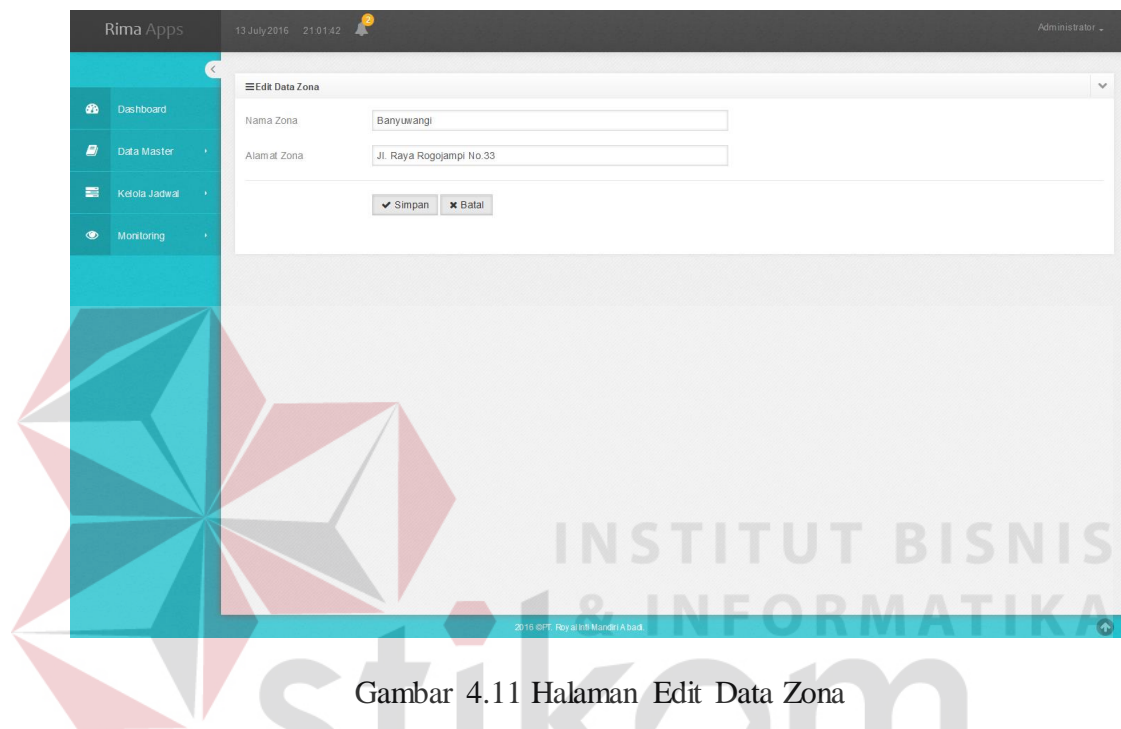 Rima Apps
13 July 2016 21:01:42
2
Administrator
Edit Data Zona
Dashboard
Nama Zona
Banyuwangi
Data Master
Alamat Zona
Jl. Raya Rogojampi No.33
Kelola Jadwal
Simpan
Batal
Monitoring
INSTITUT BISNIS
& INFORMATIKA
2016 ©PT. Royal Inti Mandiri Abadi.
stikom
Gambar 4.11 Halaman Edit Data Zona